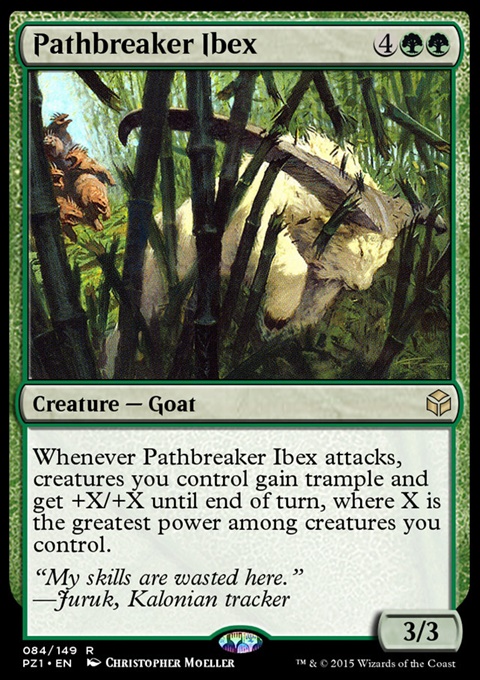 Pathbreaker Ibex 4
Creature — Goat
Whenever Pathbreaker Ibex attacks,
creatures you control gain trample and
get +X/+X until end of turn, where X is
the greatest power among creatures you
control.
“My skills are wasted here.”
—Juruk, Kalonian tracker
3/3
084/149 R
PZ1 • EN Christopher Moeller
™ & © 2015 Wizards of the Coast